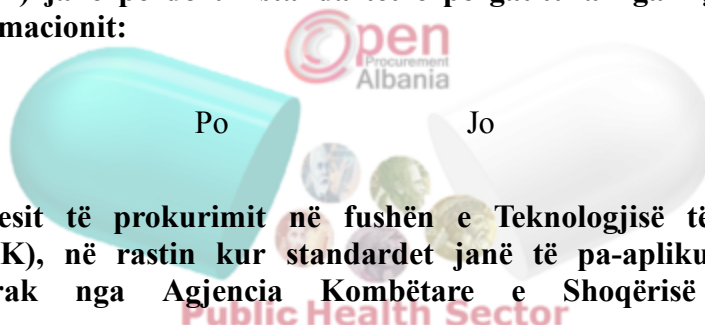 macionit:
Open
Procurement
Albania
Po Jo
esit të prokurimit në fushën e Teknologjisë të
K), në rastin kur standardet janë të pa-apliku
rak nga Agjencia Kombëtare e Shoqërisë
Public Health Sector